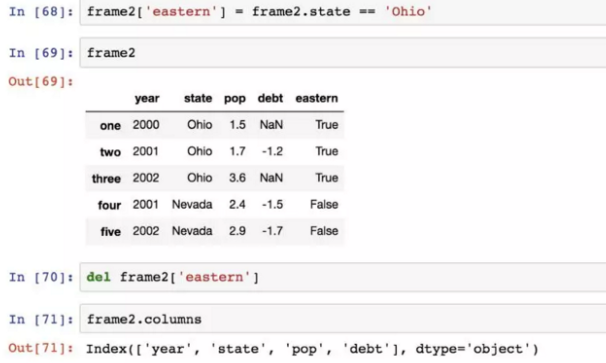 In [68]: frame2['eastern'] = frame2.state == 'Ohio'
In [69]: frame2
Out[69]:
year state pop debt eastern
one 2000 Ohio 1.5 NaN True
two 2001 Ohio 1.7 -1.2 True
three 2002 Ohio 3.6 NaN True
four 2001 Nevada 2.4 -1.5 False
five 2002 Nevada 2.9 -1.7 False
In [70]: del frame2['eastern']
In [71]: frame2.columns
Out[71]: Index(['year', 'state', 'pop', 'debt'], dtype='object')